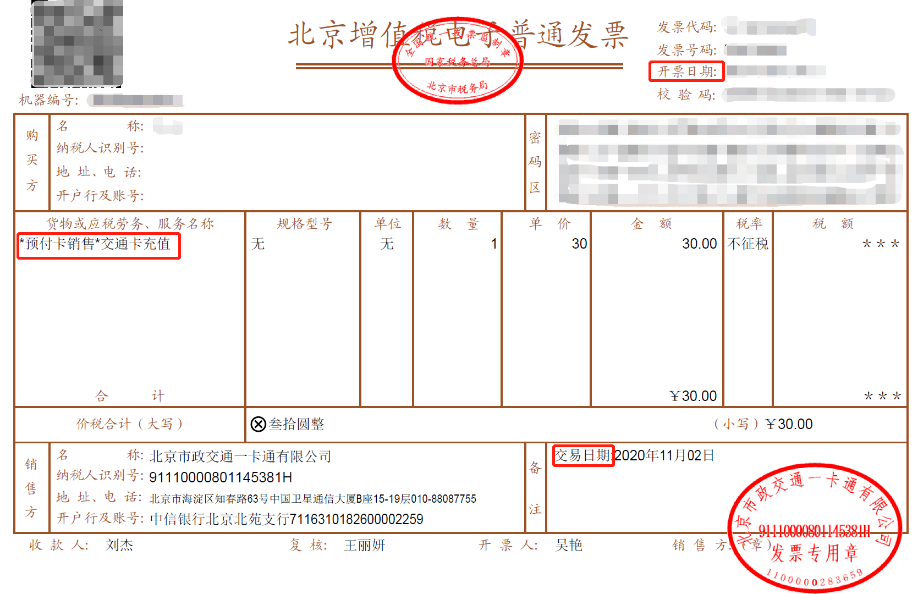 北京增值税电子普通发票
全国统一发票监制章
国家税务总局
北京市税务局
发票代码:
发票号码:
开票日期:
校 验 码:
机器编号:
购买方
名 称:
纳税人识别号:
地 址、电 话:
开户行及账号:
密码区
货物或应税劳务、服务名称 规格型号 单位 数 量 单 价 金 额 税率 税 额
*预付卡销售*交通卡充值 无 无 1 30 30.00 不征税 ***
合 计 ¥30.00 ***
价税合计（大写） ⊗叁拾圆整 （小写）¥30.00
销售方
名 称: 北京市政交通一卡通有限公司
纳税人识别号: 91110000801145381H
地 址、电 话: 北京市海淀区知春路63号中国卫星通信大厦B座15-19层010-88087755
开户行及账号: 中信银行北京北苑支行7116310182600002259
备注
交易日期:2020年11月02日
收 款 人: 刘杰 复 核: 王丽妍 开 票 人: 吴艳 销 售 方:（章）
北京市政交通一卡通有限公司
91110000801145381H
发票专用章
1100000283659